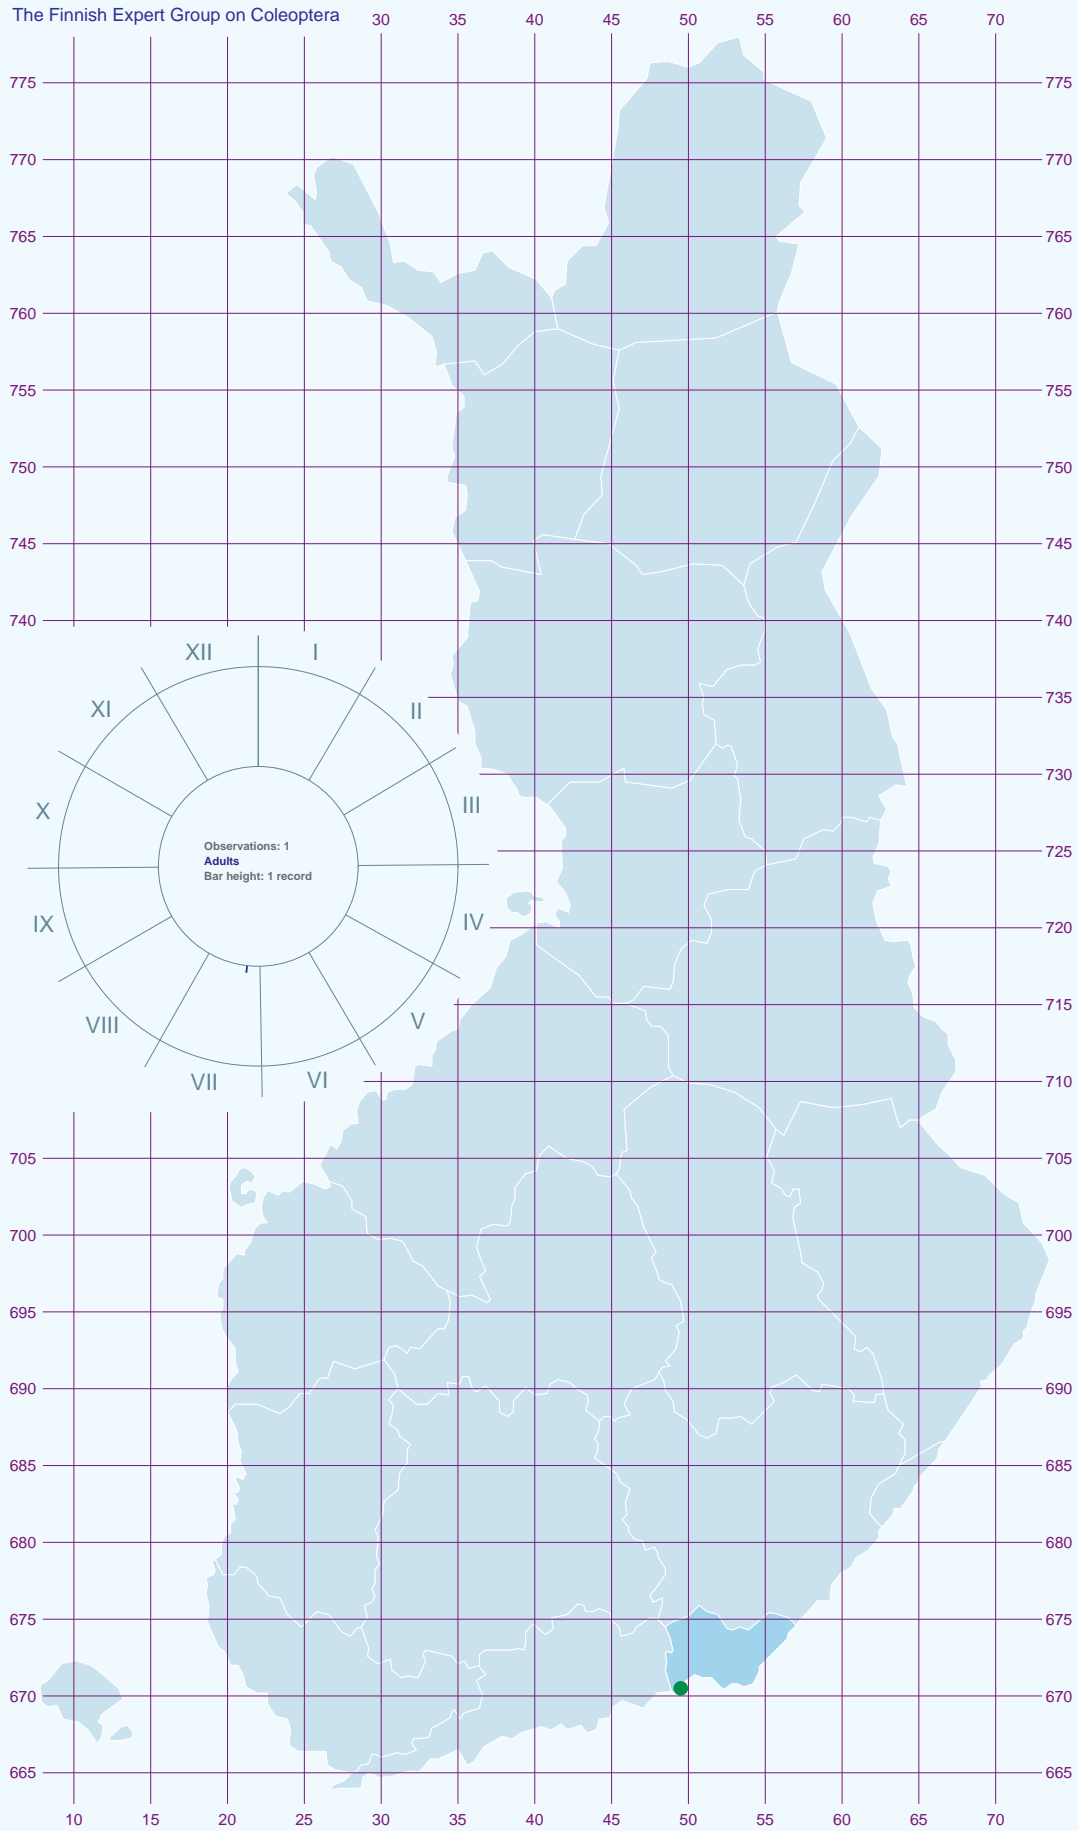 The Finnish Expert Group on Coleoptera 30 35 40 45 50 55 60 65 70
775 775
770 770
765 765
760 760
755 755
750 750
745 745
740 740
XII I
XI II
735
730
X III
Observations: 1
Adults
Bar height: 1 record
725
IX IV 720
715
VIII V
VII VI 710
705 705
700 700
695 695
690 690
685 685
680 680
675 675
670 670
665 665
10 15 20 25 30 35 40 45 50 55 60 65 70